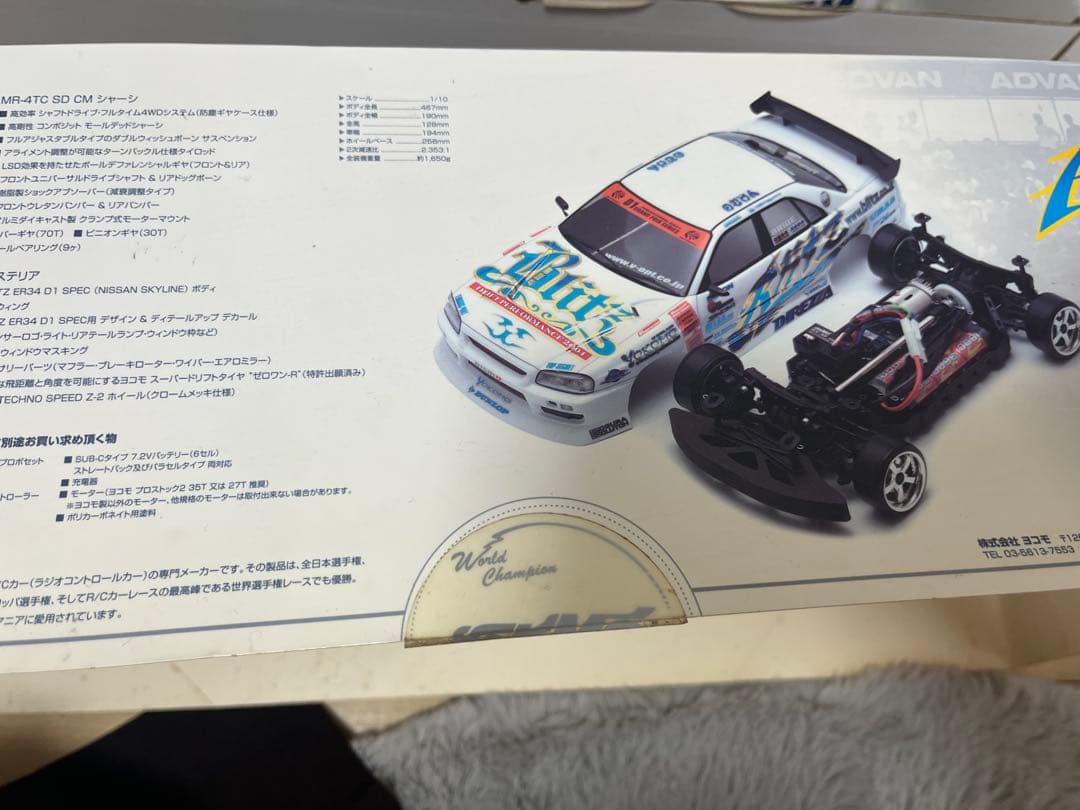 ADVAN ADVA
MR-4TC SD CM シャーシ
■ 高効率 シャフトドライブ・フルタイム4WDシステム(防塵ギヤケース仕様)
■ 高剛性 コンポジット モールデッドシャーシ
フルアジャスタブルタイプのダブルウィッシュボーン サスペンション
アライメント調整が可能なターンバックル仕様タイロッド
LSD効果を持たせたボールデファレンシャルギヤ(フロント&リア)
フロントユニバーサルドライブシャフト & リアドッグボーン
樹脂製ショックアブソーバー(減衰調整タイプ)
フロントウレタンバンパー & リアバンパー
アルミダイキャスト製 クランプ式モーターマウント
パーギヤ(70T) ■ ピニオンギヤ(30T)
ールベアリング(9ヶ)
▶スケール 1/10
▶ボディ全長 467mm
▶ボディ全幅 190mm
▶全高 128mm
▶車幅 194mm
▶ホイールベース 258mm
▶2次減速比 2.353:1
▶全装備重量 約1,650g
ステリア
TZ ER34 D1 SPEC (NISSAN SKYLINE) ボディ
ウィング
Z ER34 D1 SPEC用 デザイン & ディテールアップ デカール
ンサーロゴ・ライト・リアテールランプ・ウィンドウ枠など)
ウィンドウマスキング
サリーパーツ(マフラー・ブレーキローター・ワイパー・エアロミラー)
な飛距離と角度を可能にするヨコモ スーパードリフトタイヤ "ゼロワン-R"(特許出願済み)
TECHNO SPEED Z-2 ホイール(クロームメッキ仕様)
別途お買い求め頂く物
プロポセット
■ SUB-Cタイプ 7.2Vバッテリー(6セル)
ストレートパック及びパラセルタイプ 両対応
■ 充電器
トローラー
■ モーター(ヨコモ プロストック2 35T 又は 27T 推奨)
※ヨコモ製以外のモーター、他規格のモーターは取付出来ない場合があります。
■ ポリカーボネイト用塗料
/Cカー(ラジオコントロールカー)の専門メーカーです。その製品は、全日本選手権、
ッパ選手権、そしてR/Cカーレースの最高峰である世界選手権レースでも優勝。
マニアに愛用されています。
World
Champion
株式会社 ヨコモ 〒125
TEL 03-5613-7553
D1
www.v-opt.co.jp
Blitz
DRIFT PERFORMANCE 2004
DIREZZA
YOKOMO
DUNLOP
BRIDE